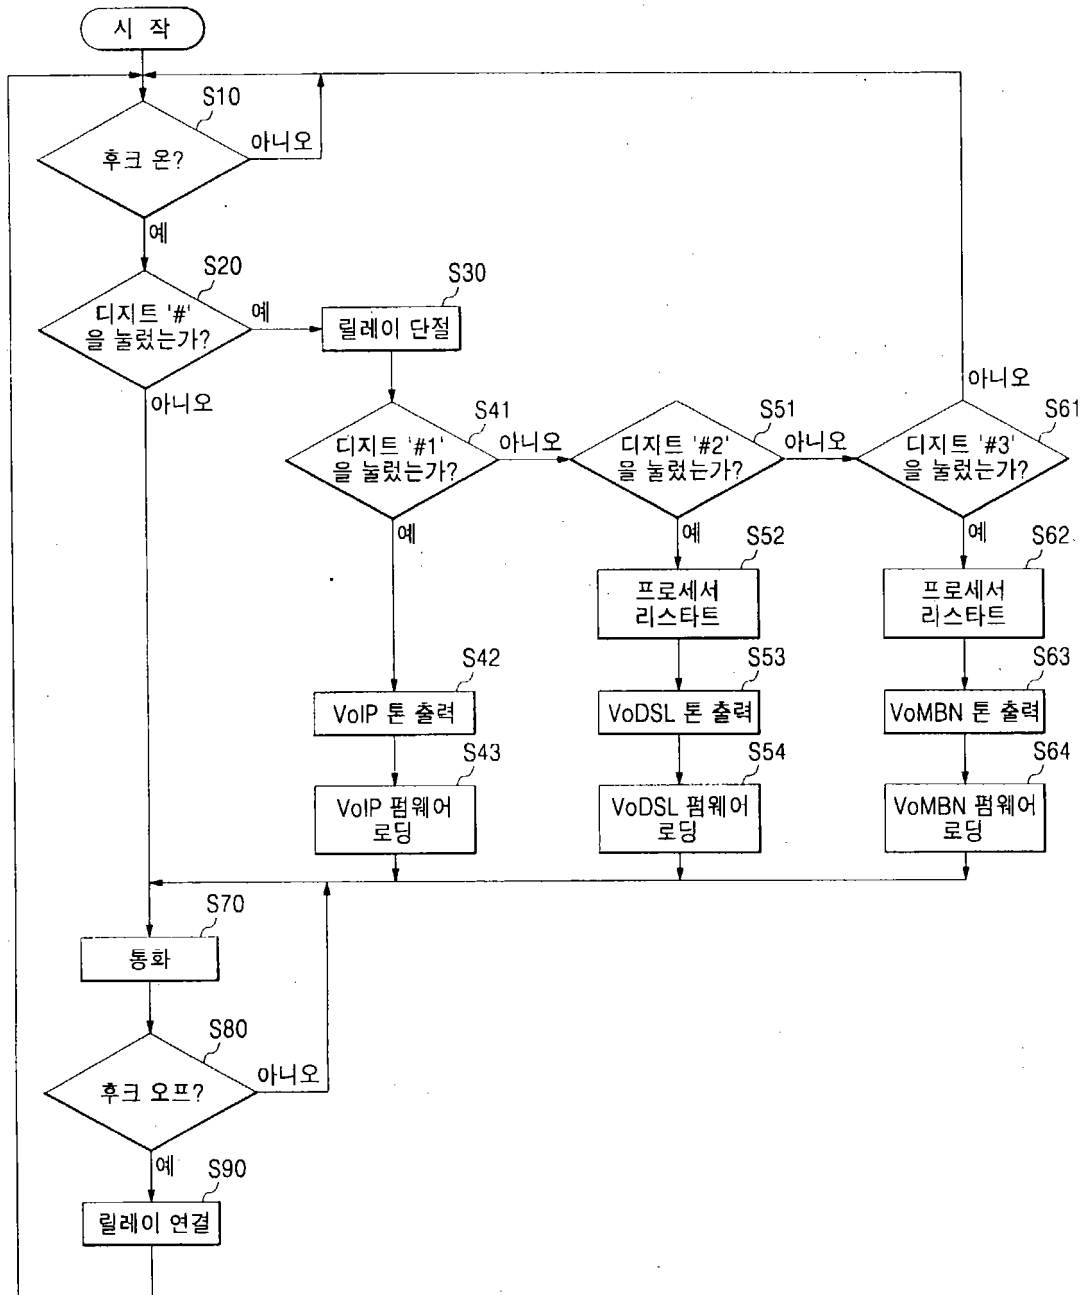 시 작
S10
후크 온?
아니오
예
S20
디지트 '#'
을 눌렀는가?
예
아니오
S30
릴레이 단절
S41
디지트 '#1'
을 눌렀는가?
아니오
예
S51
디지트 '#2'
을 눌렀는가?
아니오
예
S61
디지트 '#3'
을 눌렀는가?
아니오
예
S52
프로세서
리스타트
S62
프로세서
리스타트
S42
VoIP 톤 출력
S53
VoDSL 톤 출력
S63
VoMBN 톤 출력
S43
VoIP 펌웨어
로딩
S54
VoDSL 펌웨어
로딩
S64
VoMBN 펌웨어
로딩
S70
통화
S80
후크 오프?
아니오
예
S90
릴레이 연결